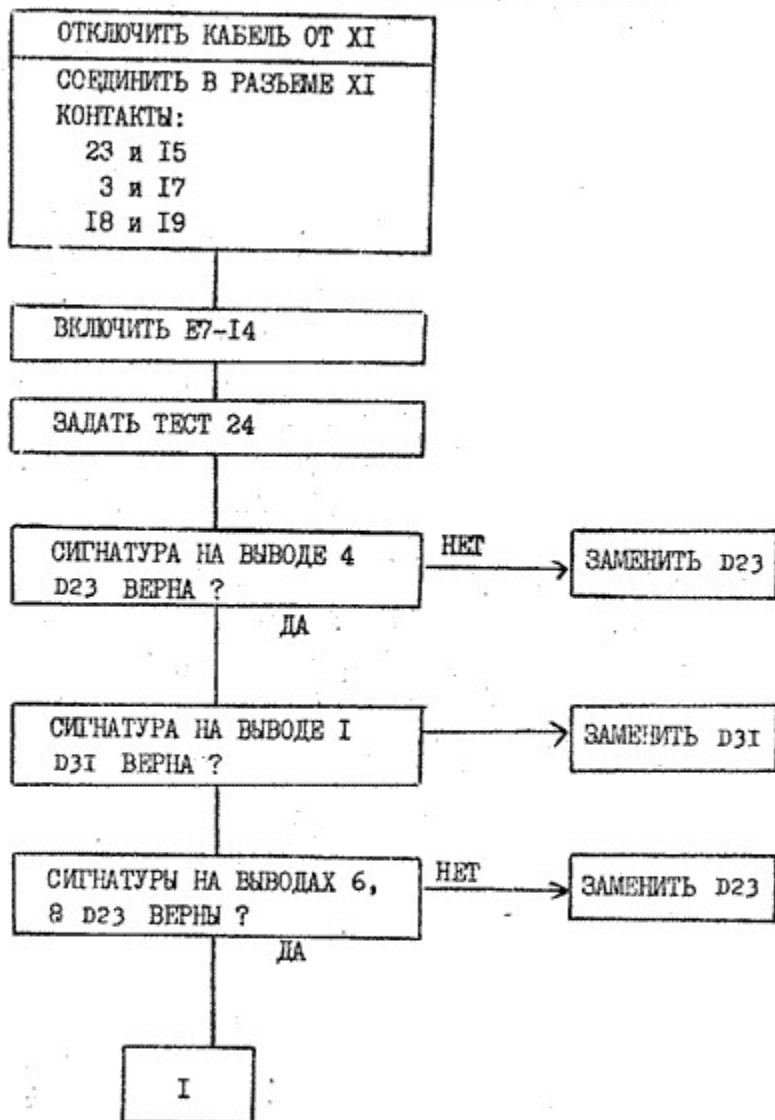 ОТКЛЮЧИТЬ КАБЕЛЬ ОТ XI
СОЕДИНИТЬ В РАЗЪЕМЕ XI
КОНТАКТЫ:
23 и I5
3 и I7
I8 и I9
ВКЛЮЧИТЬ Е7-I4
ЗАДАТЬ ТЕСТ 24
СИГНАТУРА НА ВЫВОДЕ 4
D23 ВЕРНА ?
НЕТ
ЗАМЕНИТЬ D23
ДА
СИГНАТУРА НА ВЫВОДЕ I
D3I ВЕРНА ?
ЗАМЕНИТЬ D3I
СИГНАТУРЫ НА ВЫВОДАХ 6,
8 D23 ВЕРНЫ ?
НЕТ
ЗАМЕНИТЬ D23
ДА
I